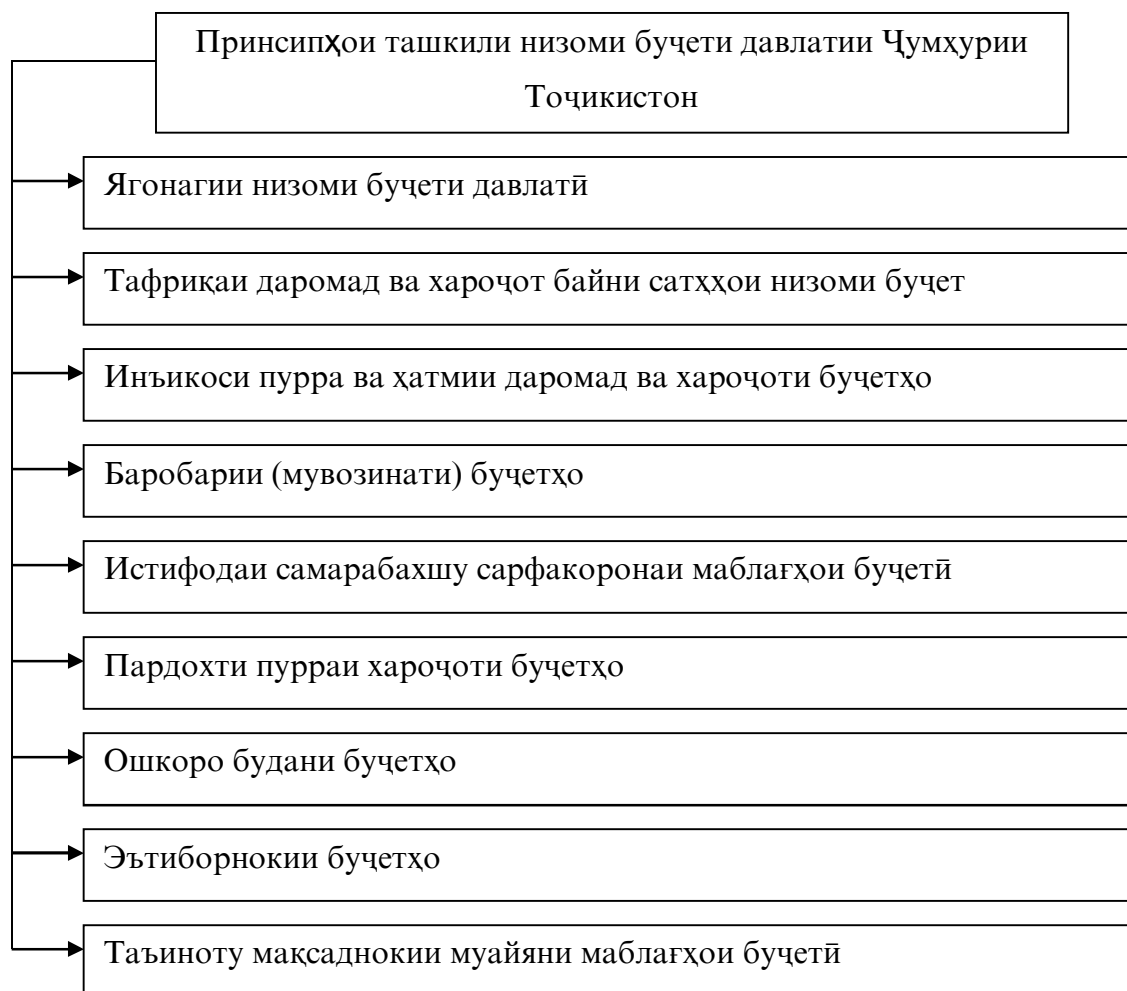 Принсипҳои ташкили низоми буҷети давлатии Ҷумҳурии
Тоҷикистон
Ягонагии низоми буҷети давлатӣ
Тафриқаи даромад ва хароҷот байни сатҳҳои низоми буҷет
Инъикоси пурра ва ҳатмии даромад ва хароҷоти буҷетҳо
Баробарии (мувозинати) буҷетҳо
Истифодаи самарабахшу сарфакоронаи маблағҳои буҷетӣ
Пардохти пурраи хароҷоти буҷетҳо
Ошкоро будани буҷетҳо
Эътиборнокии буҷетҳо
Таъиноту мақсаднокии муайяни маблағҳои буҷетӣ